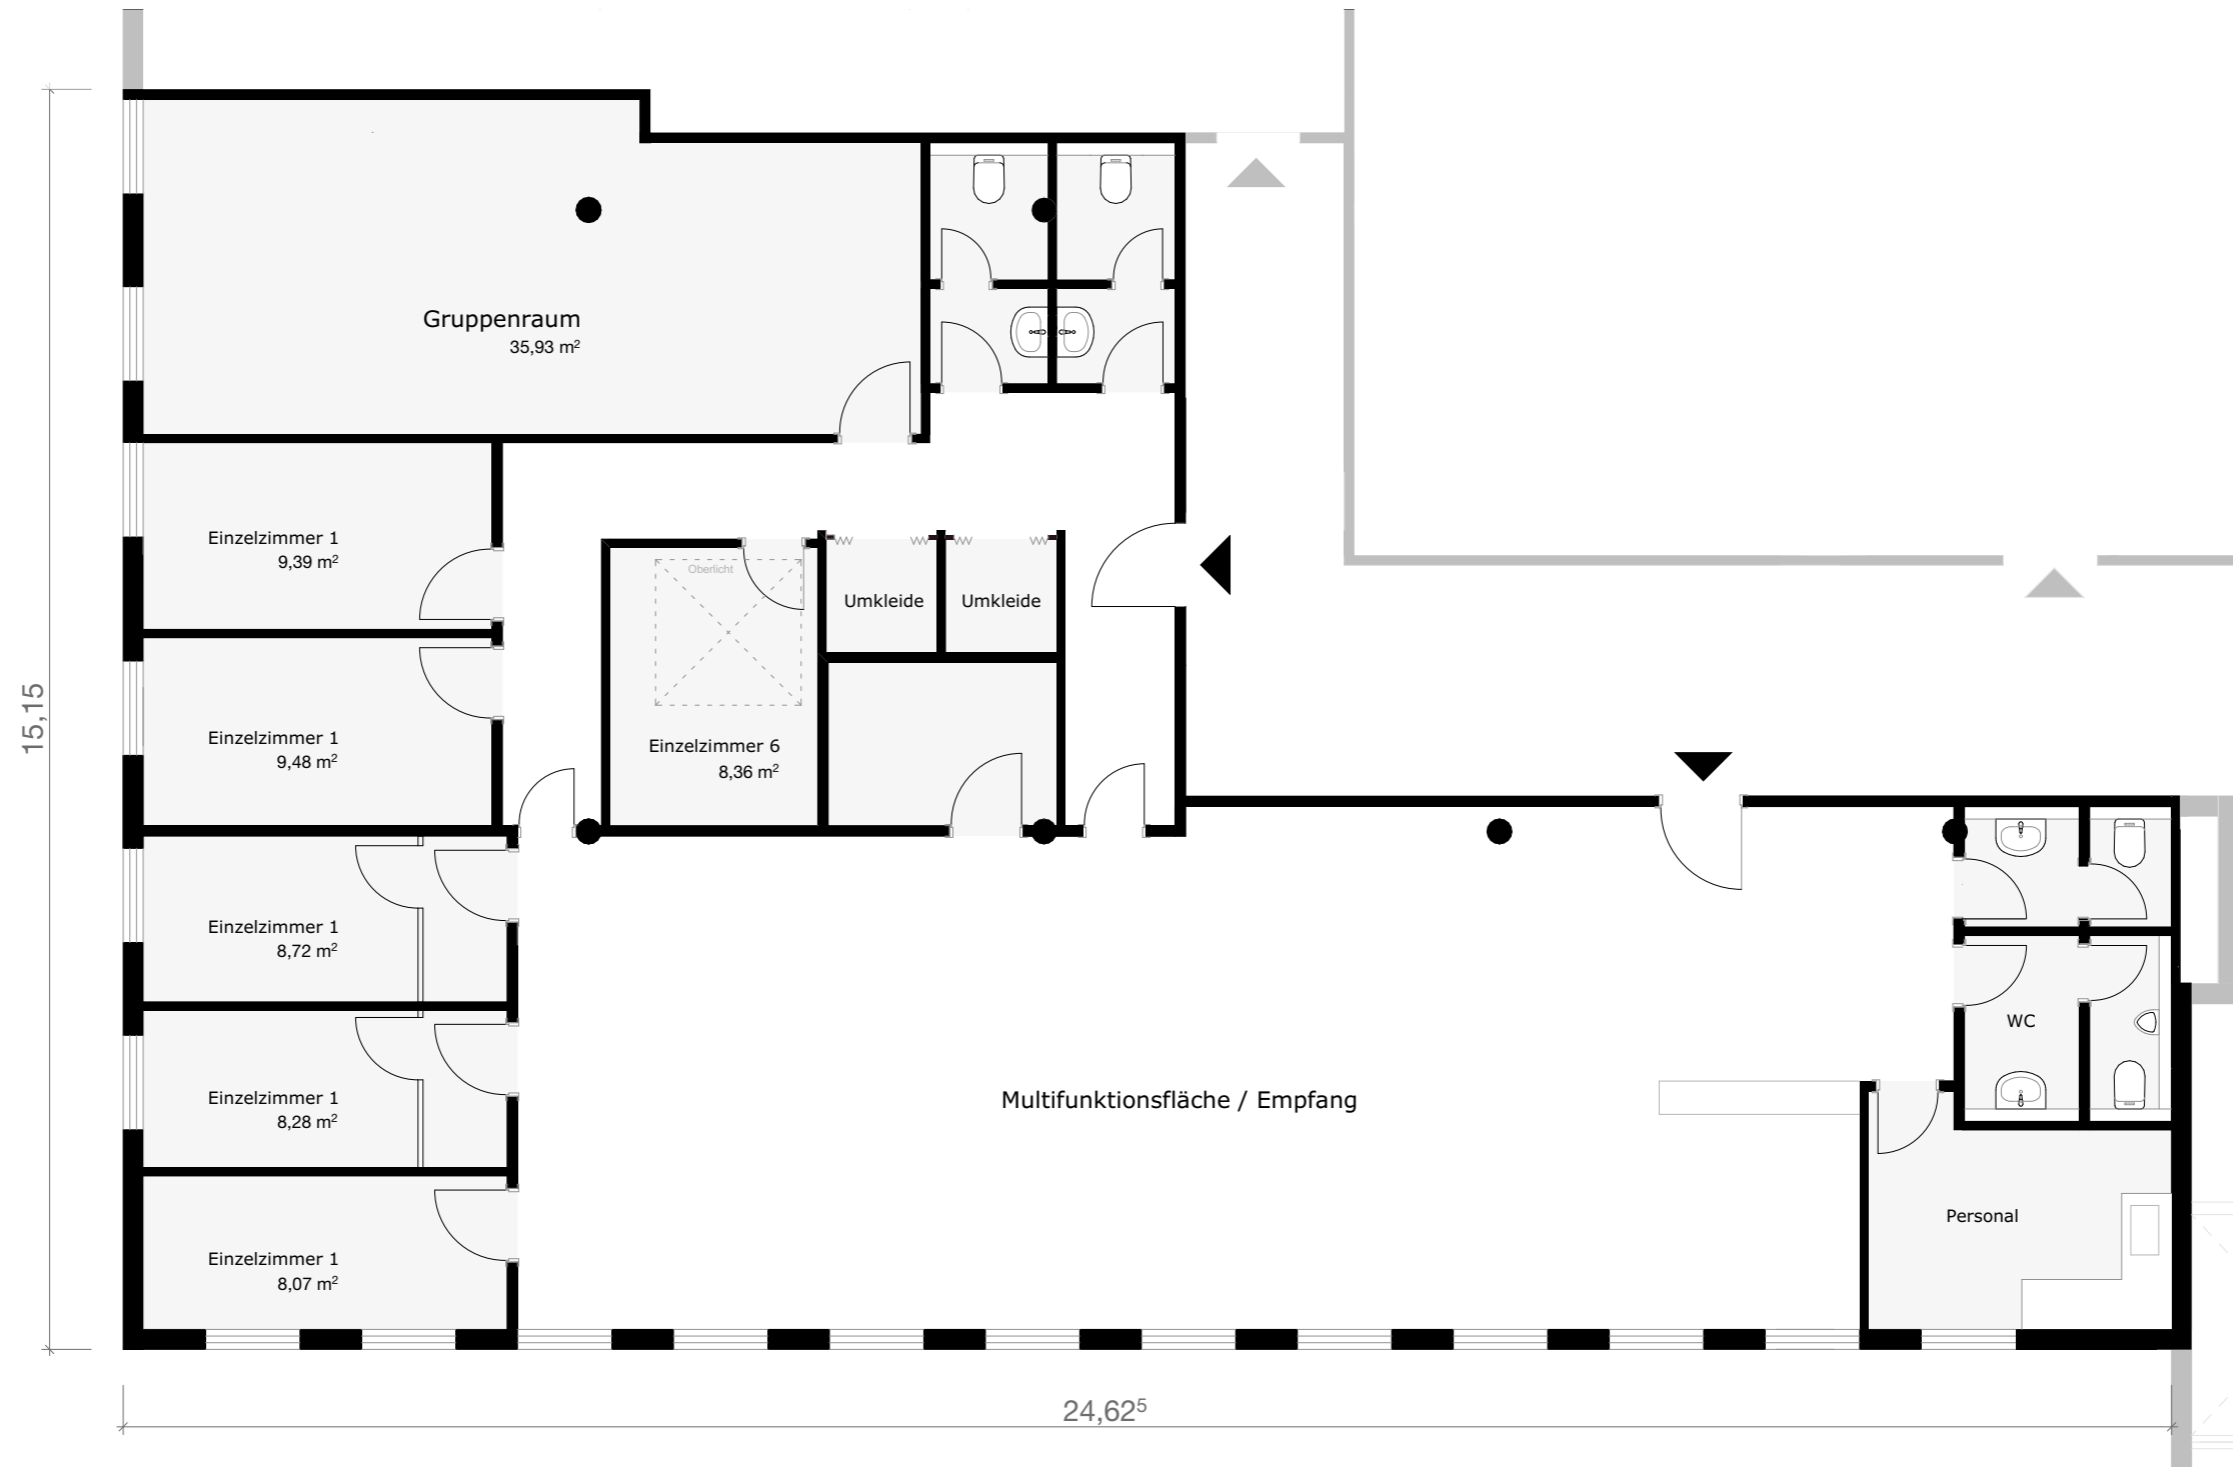 Gruppenraum
35,93 m²
Einzelzimmer 1
9,39 m²
Oberlicht
Umkleide
Umkleide
15,15
Einzelzimmer 1
9,48 m²
Einzelzimmer 6
8,36 m²
Einzelzimmer 1
8,72 m²
WC
Einzelzimmer 1
8,28 m²
Multifunktionsfläche / Empfang
Personal
Einzelzimmer 1
8,07 m²
24,62⁵